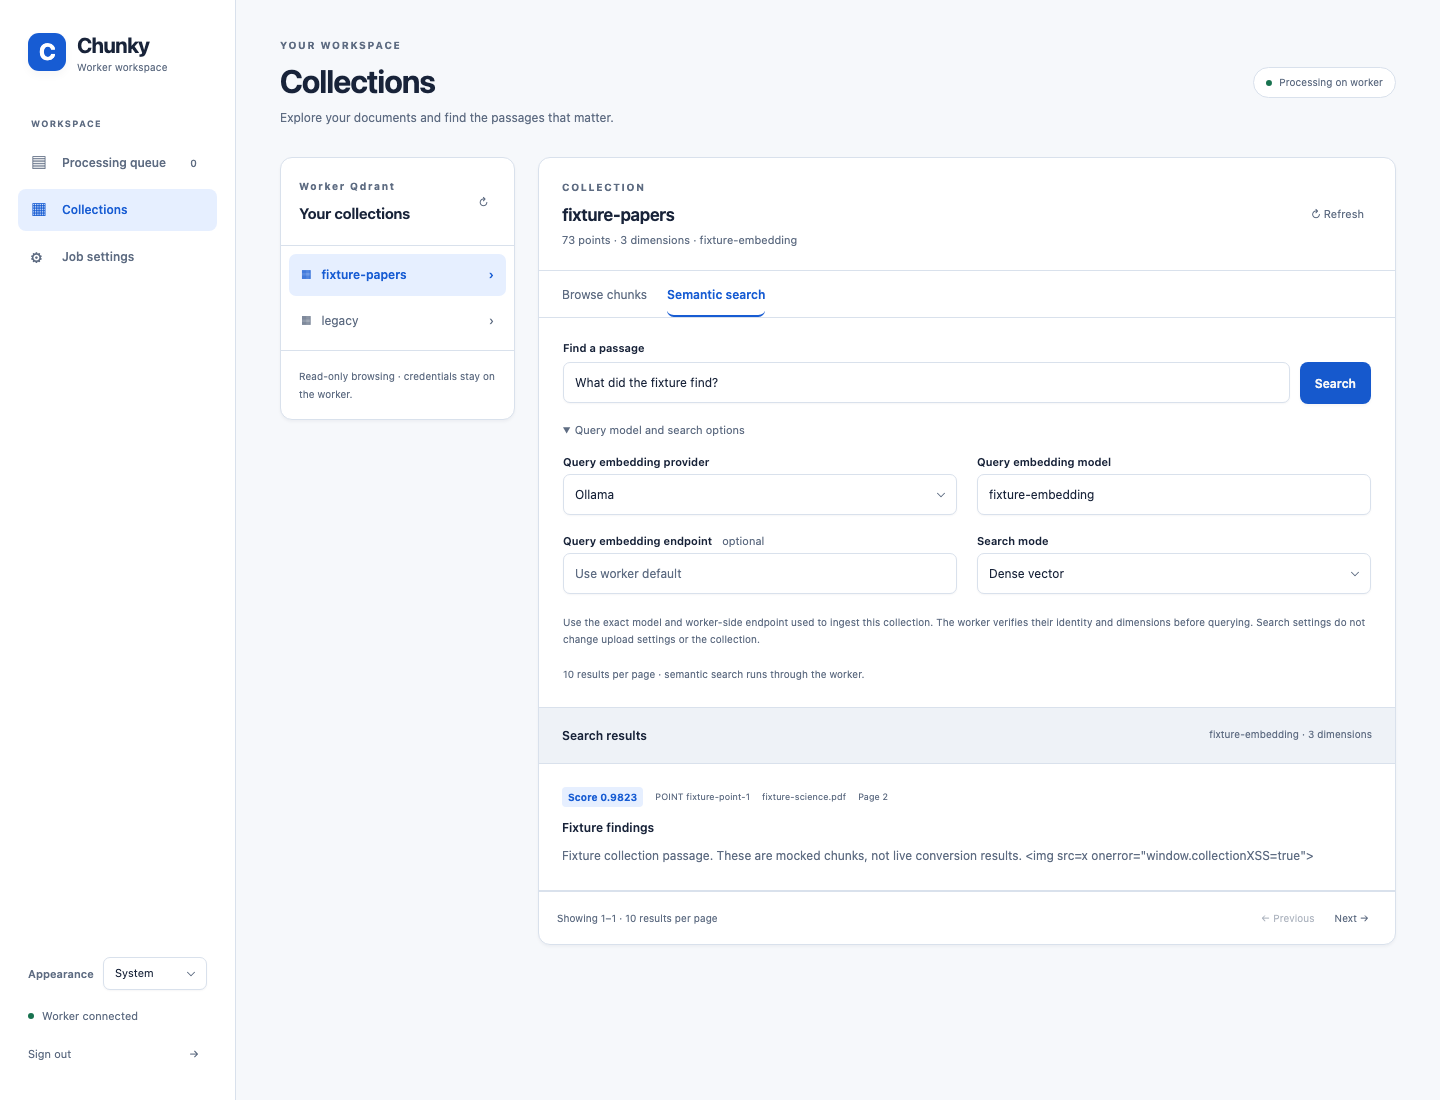 C
Chunky
Worker workspace
WORKSPACE
Processing queue 0
Collections
Job settings
Appearance System
Worker connected
Sign out →
YOUR WORKSPACE
Collections
Explore your documents and find the passages that matter.
Processing on worker
Worker Qdrant
Your collections
↻
fixture-papers ›
legacy ›
Read-only browsing · credentials stay on
the worker.
COLLECTION
fixture-papers
73 points · 3 dimensions · fixture-embedding
↻ Refresh
Browse chunks Semantic search
Find a passage
What did the fixture find?
Search
▼ Query model and search options
Query embedding provider
Ollama
Query embedding model
fixture-embedding
Query embedding endpoint optional
Use worker default
Search mode
Dense vector
Use the exact model and worker-side endpoint used to ingest this collection. The worker verifies their identity and dimensions before querying. Search settings do not
change upload settings or the collection.
10 results per page · semantic search runs through the worker.
Search results fixture-embedding · 3 dimensions
Score 0.9823 POINT fixture-point-1 fixture-science.pdf Page 2
Fixture findings
Fixture collection passage. These are mocked chunks, not live conversion results. <img src=x onerror="window.collectionXSS=true">
Showing 1–1 · 10 results per page ← Previous Next →